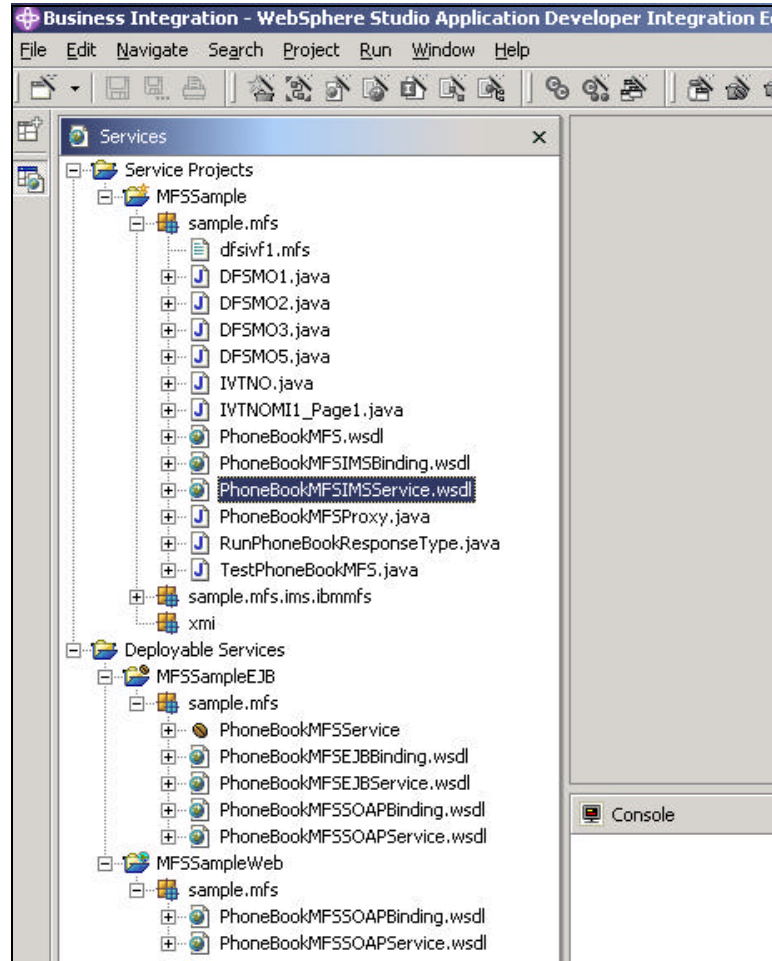 Business Integration - WebSphere Studio Application Developer Integration E
File Edit Navigate Search Project Run Window Help
Services
Service Projects
MFSSample
sample.mfs
dfsivf1.mfs
DFSMO1.java
DFSMO2.java
DFSMO3.java
DFSMO5.java
IVTNO.java
IVTNOMI1_Page1.java
PhoneBookMFS.wsdl
PhoneBookMFSIMSBinding.wsdl
PhoneBookMFSIMSService.wsdl
PhoneBookMFSProxy.java
RunPhoneBookResponseType.java
TestPhoneBookMFS.java
sample.mfs.ims.ibmmfs
xmi
Deployable Services
MFSSampleEJB
sample.mfs
PhoneBookMFSService
PhoneBookMFSEJBBinding.wsdl
PhoneBookMFSEJBService.wsdl
PhoneBookMFSSOAPBinding.wsdl
PhoneBookMFSSOAPService.wsdl
Console
MFSSampleWeb
sample.mfs
PhoneBookMFSSOAPBinding.wsdl
PhoneBookMFSSOAPService.wsdl